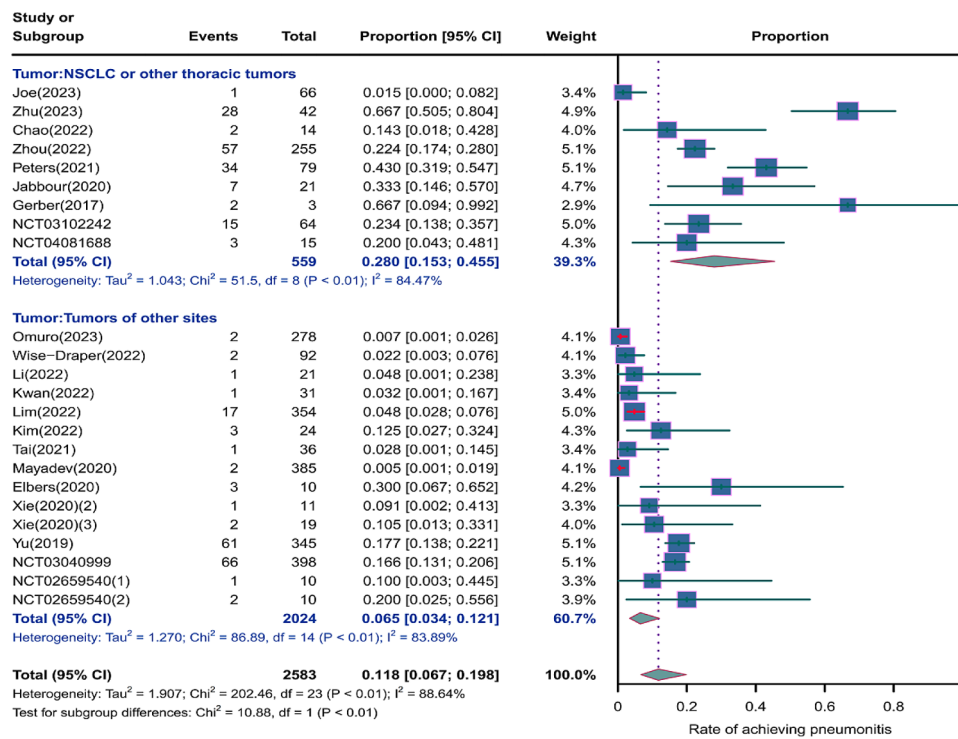 Study or
Subgroup Events Total Proportion [95% CI] Weight Proportion
Tumor:NSCLC or other thoracic tumors
Joe(2023) 1 66 0.015 [0.000; 0.082] 3.4%
Zhu(2023) 28 42 0.667 [0.505; 0.804] 4.9%
Chao(2022) 2 14 0.143 [0.018; 0.428] 4.0%
Zhou(2022) 57 255 0.224 [0.174; 0.280] 5.1%
Peters(2021) 34 79 0.430 [0.319; 0.547] 5.1%
Jabbour(2020) 7 21 0.333 [0.146; 0.570] 4.7%
Gerber(2017) 2 3 0.667 [0.094; 0.992] 2.9%
NCT03102242 15 64 0.234 [0.138; 0.357] 5.0%
NCT04081688 3 15 0.200 [0.043; 0.481] 4.3%
Total (95% CI) 559 0.280 [0.153; 0.455] 39.3%
Heterogeneity: Tau² = 1.043; Chi² = 51.5, df = 8 (P < 0.01); I² = 84.47%
Tumor:Tumors of other sites
Omuro(2023) 2 278 0.007 [0.001; 0.026] 4.1%
Wise−Draper(2022) 2 92 0.022 [0.003; 0.076] 4.1%
Li(2022) 1 21 0.048 [0.001; 0.238] 3.3%
Kwan(2022) 1 31 0.032 [0.001; 0.167] 3.4%
Lim(2022) 17 354 0.048 [0.028; 0.076] 5.0%
Kim(2022) 3 24 0.125 [0.027; 0.324] 4.3%
Tai(2021) 1 36 0.028 [0.001; 0.145] 3.4%
Mayadev(2020) 2 385 0.005 [0.001; 0.019] 4.1%
Elbers(2020) 3 10 0.300 [0.067; 0.652] 4.2%
Xie(2020)(2) 1 11 0.091 [0.002; 0.413] 3.3%
Xie(2020)(3) 2 19 0.105 [0.013; 0.331] 4.0%
Yu(2019) 61 345 0.177 [0.138; 0.221] 5.1%
NCT03040999 66 398 0.166 [0.131; 0.206] 5.1%
NCT02659540(1) 1 10 0.100 [0.003; 0.445] 3.3%
NCT02659540(2) 2 10 0.200 [0.025; 0.556] 3.9%
Total (95% CI) 2024 0.065 [0.034; 0.121] 60.7%
Heterogeneity: Tau² = 1.270; Chi² = 86.89, df = 14 (P < 0.01); I² = 83.89%
Total (95% CI) 2583 0.118 [0.067; 0.198] 100.0%
Heterogeneity: Tau² = 1.907; Chi² = 202.46, df = 23 (P < 0.01); I² = 88.64%
Test for subgroup differences: Chi² = 10.88, df = 1 (P < 0.01)
0 0.2 0.4 0.6 0.8
Rate of achieving pneumonitis